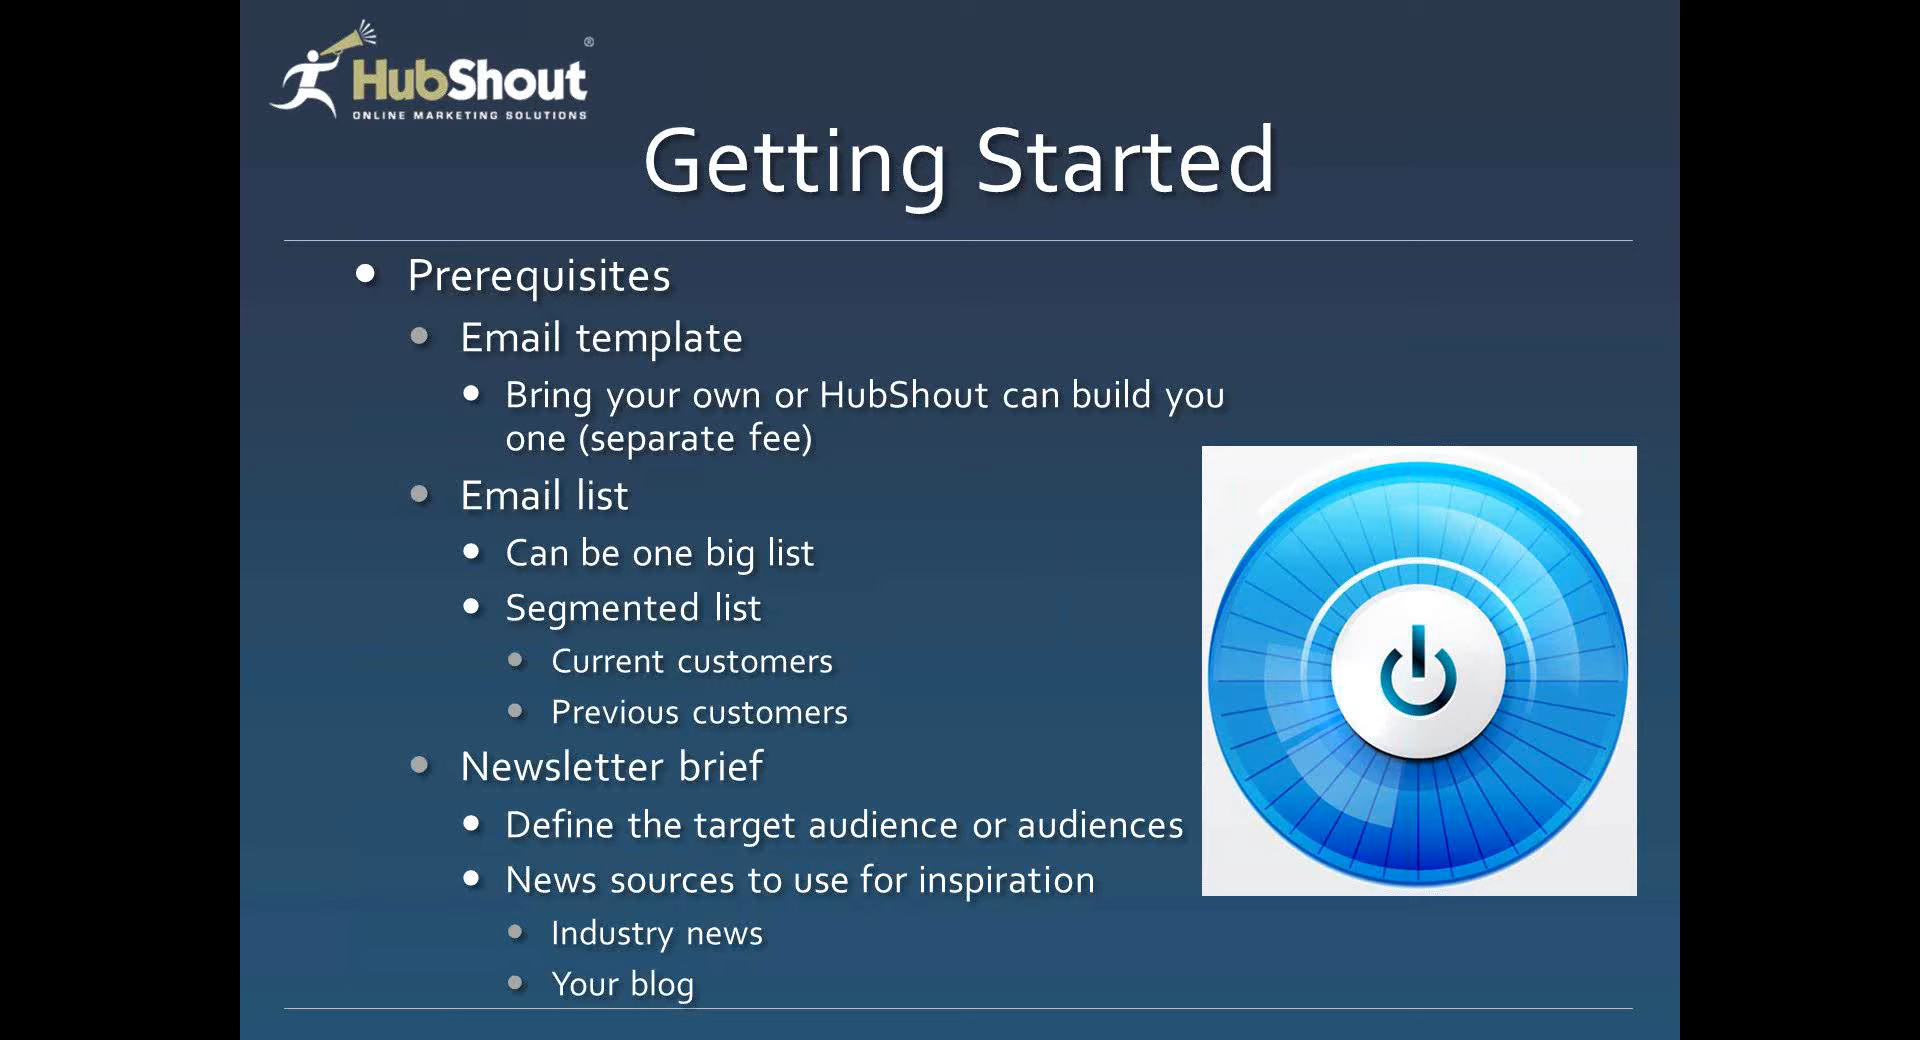 HubShout®
ONLINE MARKETING SOLUTIONS
Getting Started
Prerequisites
Email template
Bring your own or HubShout can build you
one (separate fee)
Email list
Can be one big list
Segmented list
Current customers
Previous customers
Newsletter brief
Define the target audience or audiences
News sources to use for inspiration
Industry news
Your blog